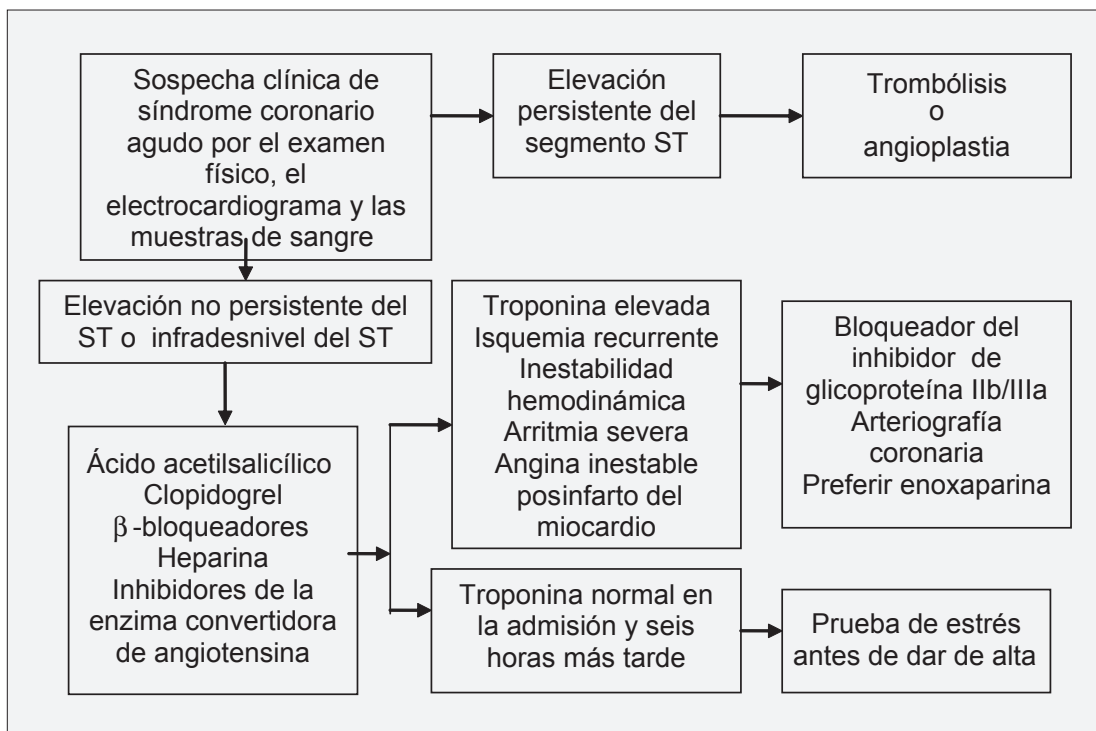 Sospecha clínica de
síndrome coronario
agudo por el examen
físico, el
electrocardiograma y las
muestras de sangre
Elevación
persistente del
segmento ST
Trombólisis
o
angioplastia
Elevación no persistente del
ST o infradesnivel del ST
Ácido acetilsalicílico
Clopidogrel
β-bloqueadores
Heparina
Inhibidores de la
enzima convertidora
de angiotensina
Troponina elevada
Isquemia recurrente
Inestabilidad
hemodinámica
Arritmia severa
Angina inestable
posinfarto del
miocardio
Bloqueador del
inhibidor de
glicoproteína IIb/IIIa
Arteriografía
coronaria
Preferir enoxaparina
Troponina normal en
la admisión y seis
horas más tarde
Prueba de estrés
antes de dar de alta